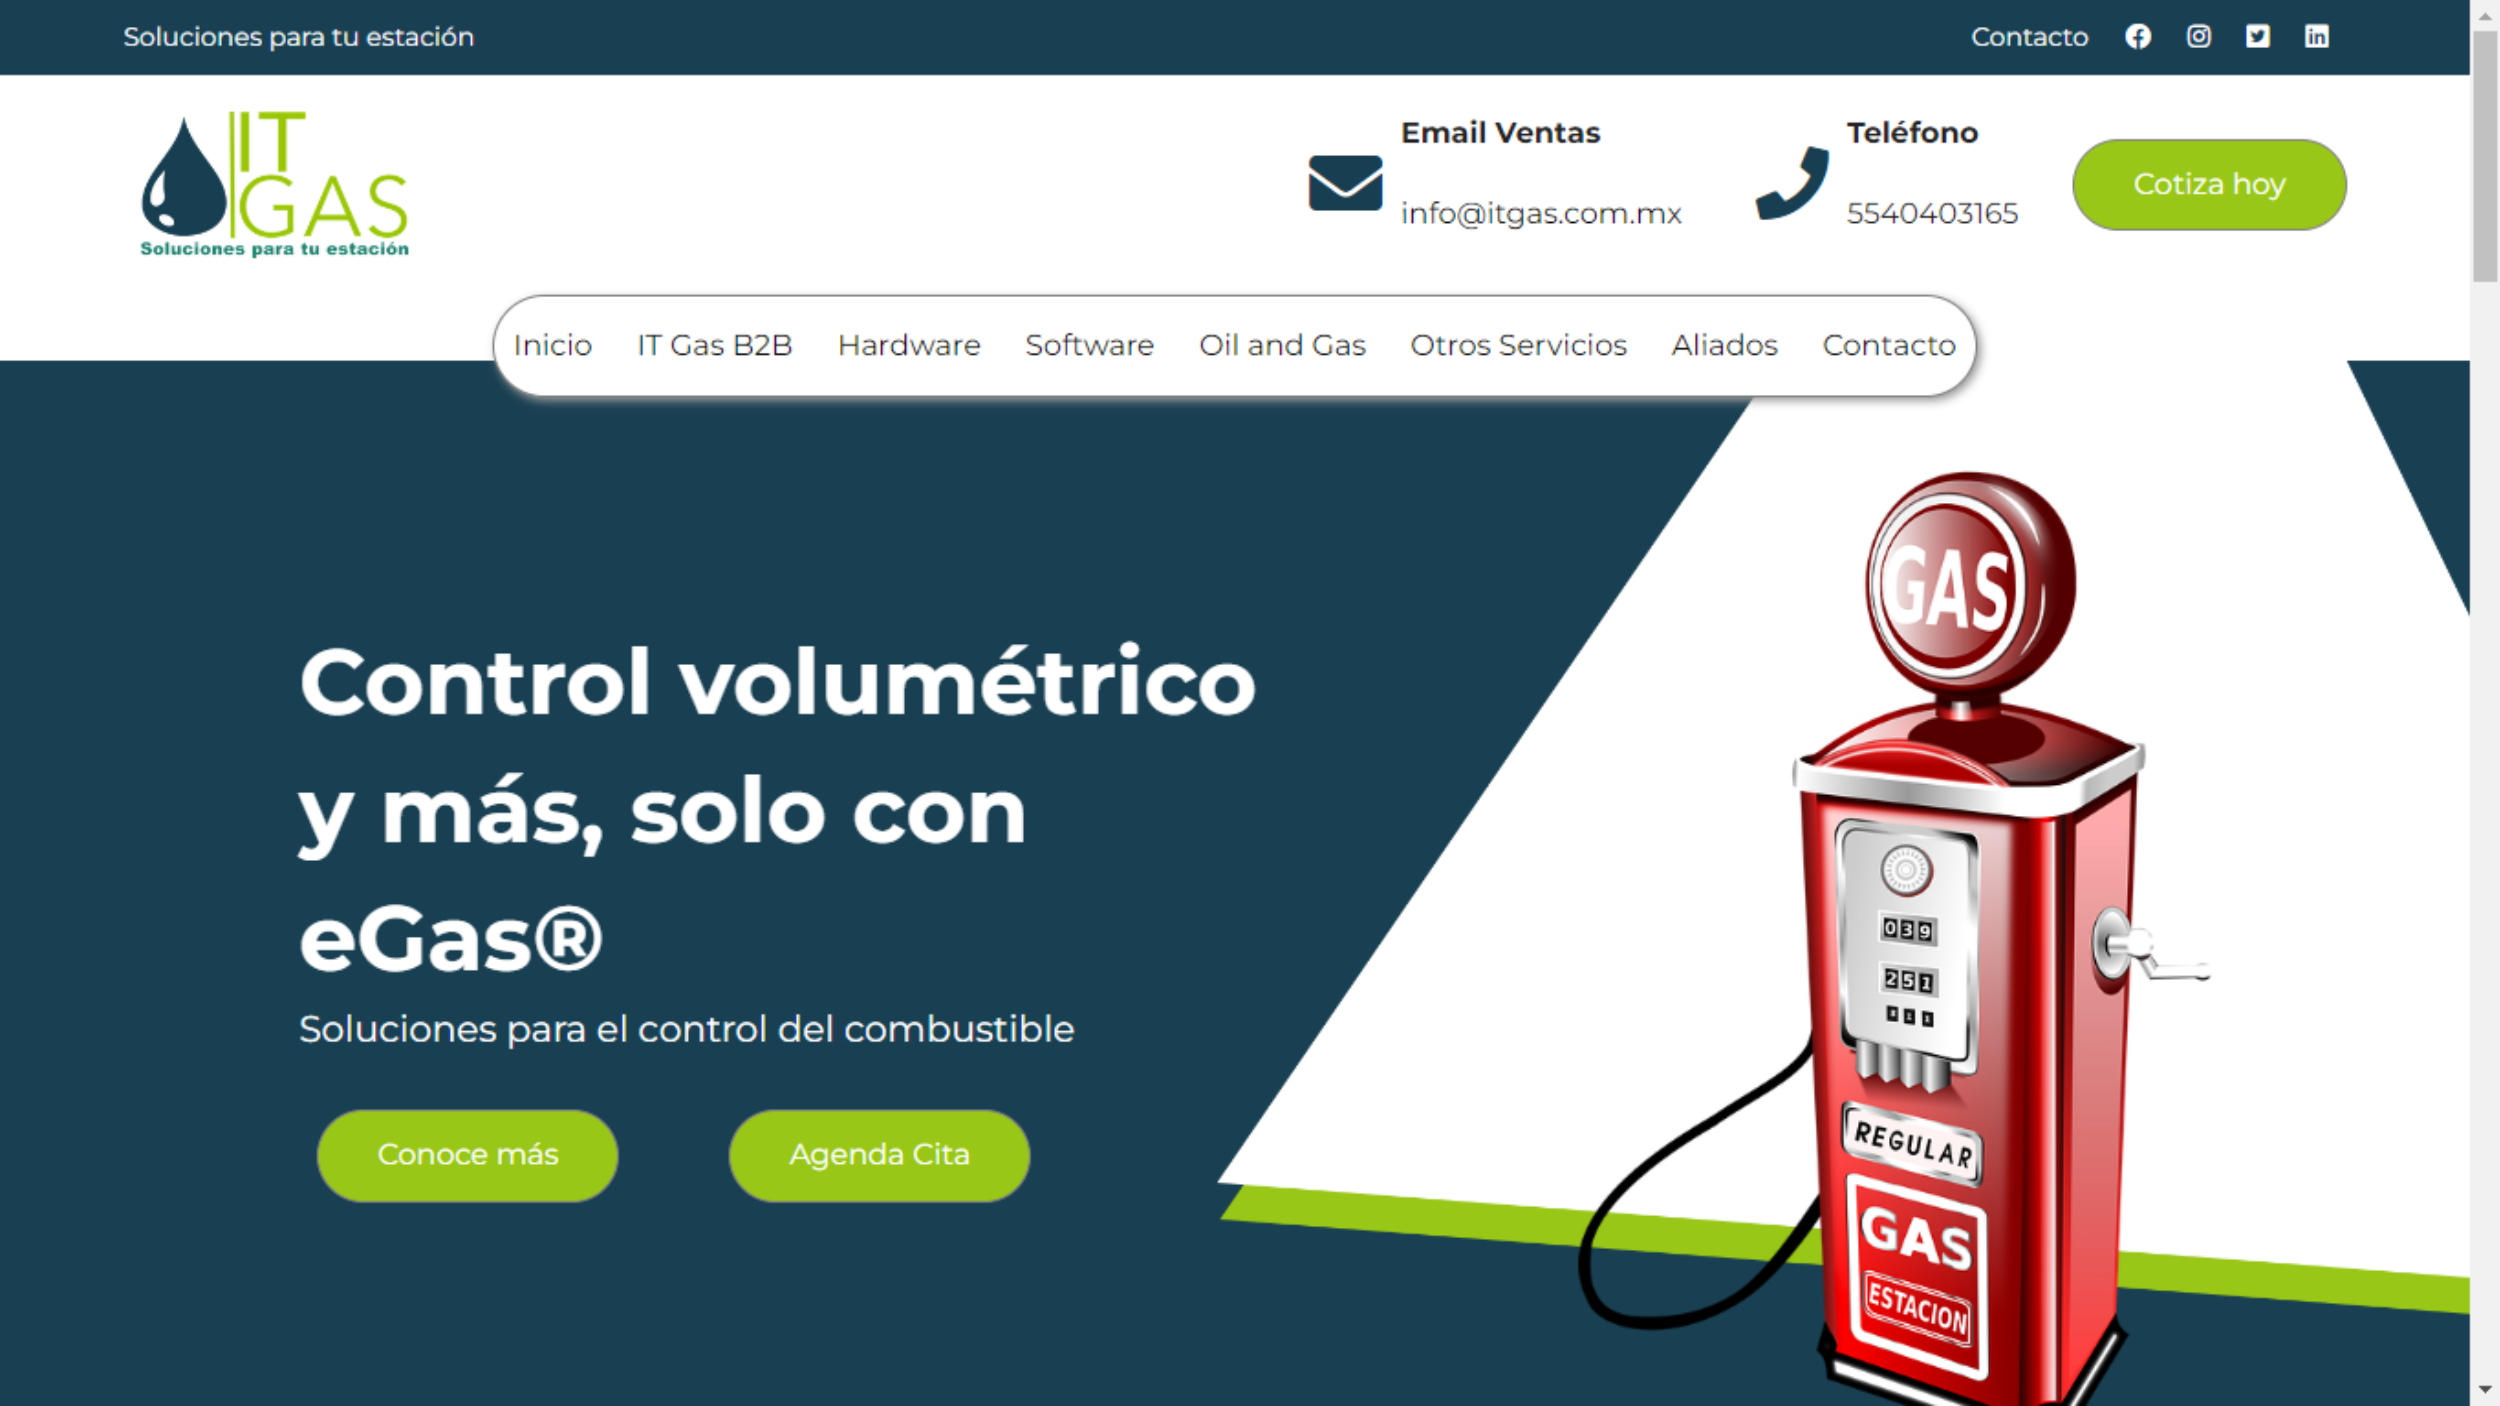 Soluciones para tu estación
Contacto
IT
GAS
Soluciones para tu estación
Email Ventas
info@itgas.com.mx
Teléfono
5540403165
Cotiza hoy
Inicio IT Gas B2B Hardware Software Oil and Gas Otros Servicios Aliados Contacto
Control volumétrico
y más, solo con
eGas®
Soluciones para el control del combustible
Conoce más
Agenda Cita
GAS
039
251
REGULAR
GAS
ESTACION